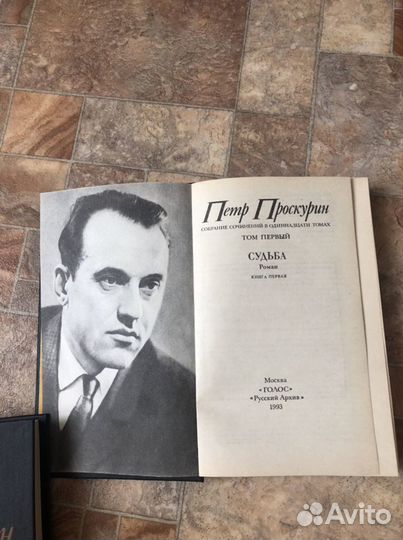 Петр Проскурин
СОБРАНИЕ СОЧИНЕНИЙ В ОДИННАДЦАТИ ТОМАХ
ТОМ ПЕРВЫЙ
СУДЬБА
Роман
КНИГА ПЕРВАЯ
Москва
«ГОЛОС»
«Русский Архив»
1993
Avito